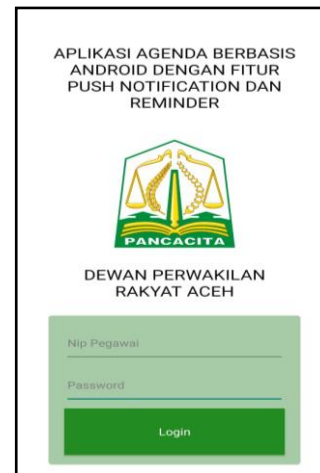 APLIKASI AGENDA BERBASIS
ANDROID DENGAN FITUR
PUSH NOTIFICATION DAN
REMINDER
PANCACITA
DEWAN PERWAKILAN
RAKYAT ACEH
Nip Pegawai
Password
Login